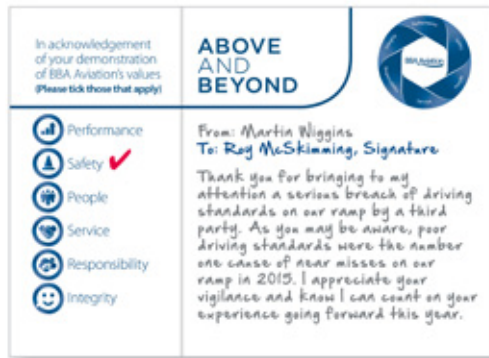 In acknowledgement
of your demonstration
of BBA Aviation's values
(Please tick those that apply)
ABOVE
AND
BEYOND
BBA Aviation
Performance
Safety
People
Service
Responsibility
Integrity
From: Martin Wiggins
To: Roy McSkimming, Signature
Thank you for bringing to my
attention a serious breach of driving
standards on our ramp by a third
party. As you may be aware, poor
driving standards were the number
one cause of near misses on our
ramp in 2015. I appreciate your
vigilance and know I can count on your
experience going forward this year.